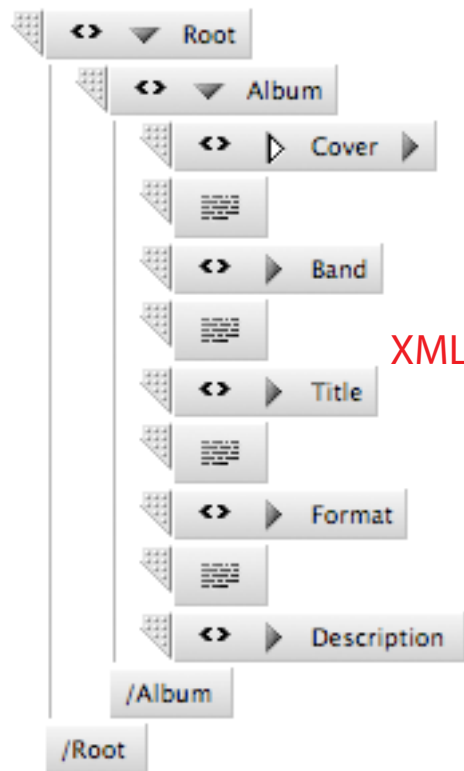 Root
Album
Cover
Band
XML
Title
Format
Description
/Album
/Root